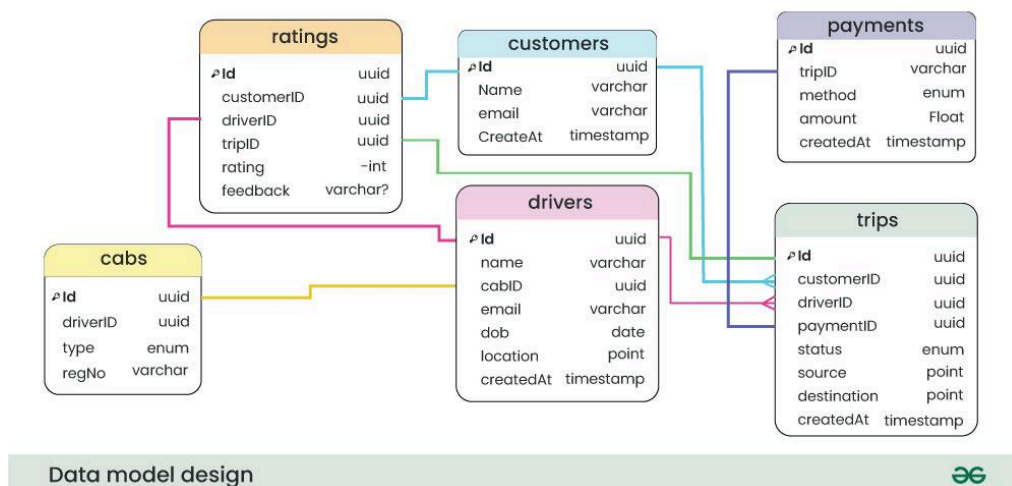 ratings
Id uuid
customerID uuid
driverID uuid
tripID uuid
rating -int
feedback varchar?
customers
Id uuid
Name varchar
email varchar
CreateAt timestamp
payments
Id uuid
tripID varchar
method enum
amount Float
createdAt timestamp
cabs
Id uuid
driverID uuid
type enum
regNo varchar
drivers
Id uuid
name varchar
cabID uuid
email varchar
dob date
location point
createdAt timestamp
trips
Id uuid
customerID uuid
driverID uuid
paymentID uuid
status enum
source point
destination point
createdAt timestamp
Data model design